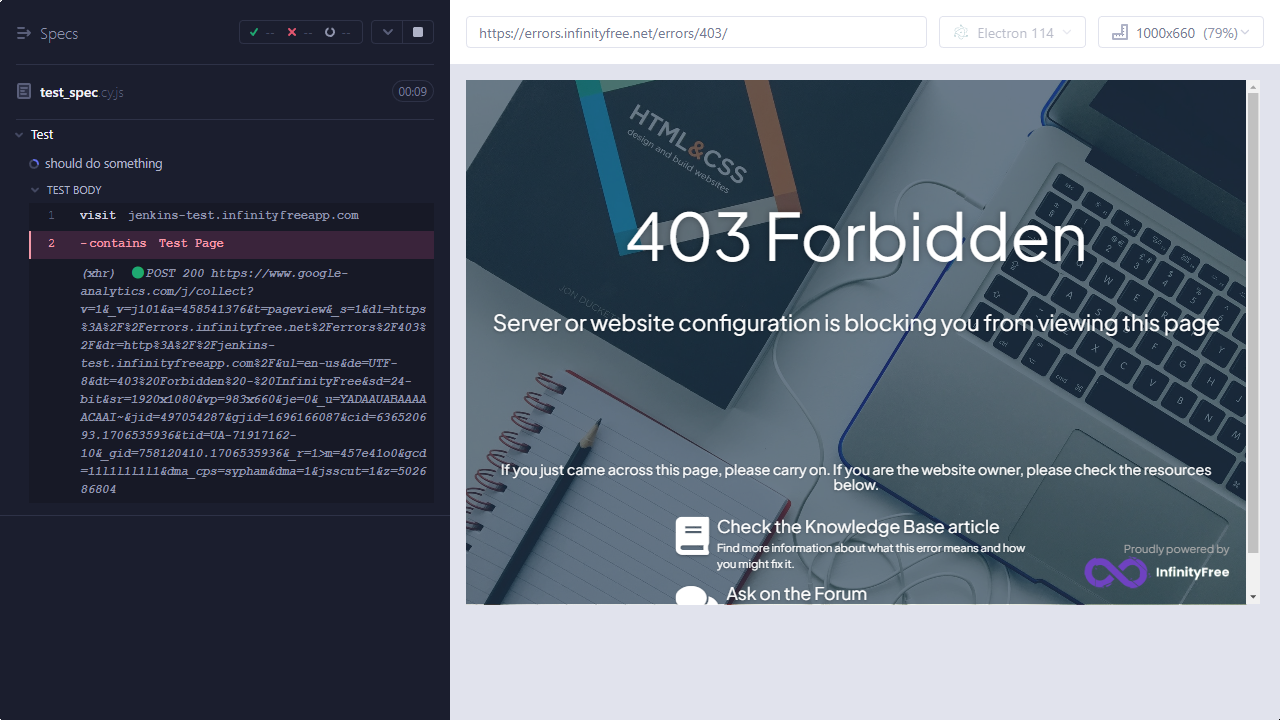 Specs
-- -- --
test_spec.cy.js
00:09
Test
should do something
TEST BODY
1 visit jenkins-test.infinityfreeapp.com
2 -contains Test Page
(xhr) POST 200 https://www.google-
analytics.com/j/collect?
v=1&_v=j101&a=458541376&t=pageview&_s=1&dl=https
%3A%2F%2Ferrors.infinityfree.net%2Ferrors%2F403%
2F&dr=http%3A%2F%2Fjenkins-
test.infinityfreeapp.com%2F&ul=en-us&de=UTF-
8&dt=403%20Forbidden%20-%20InfinityFree&sd=24-
bit&sr=1920x1080&vp=983x660&je=0&_u=YADAAUABAAAA
ACAAI~&jid=497054287&gjid=1696166087&cid=6365206
93.1706535936&tid=UA-71917162-
10&_gid=758120410.1706535936&_r=1>m=457e41o0&gcd
=11l1l1l1l1&dma_cps=sypham&dma=1&jsscut=1&z=5026
86804
https://errors.infinityfree.net/errors/403/
Electron 114
1000x660 (79%)
HTML&CSS
design and build websites
JON DUCKE
403 Forbidden
Server or website configuration is blocking you from viewing this page
If you just came across this page, please carry on. If you are the website owner, please check the resources
below.
Check the Knowledge Base article
Find more information about what this error means and how
you might fix it.
Ask on the Forum
Proudly powered by
InfinityFree